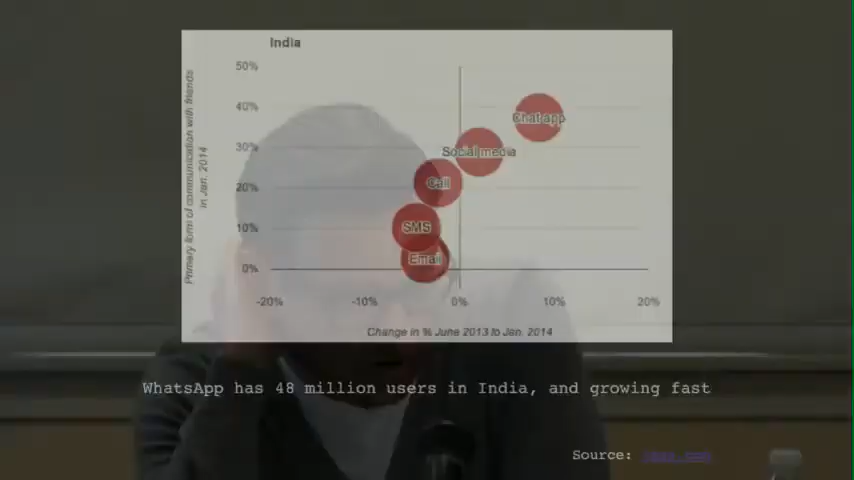 India
50%
40%
30%
20%
10%
0%
Primary form of communication with friends
in Jan. 2014
Chat app
Social media
Call
SMS
Email
-20%
-10%
0%
10%
20%
Change in % June 2013 to Jan. 2014
WhatsApp has 48 million users in India, and growing fast
Source: